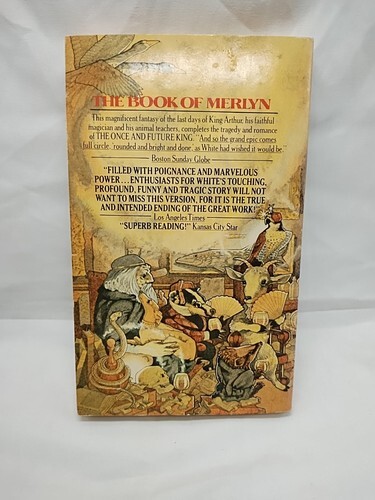 THE BOOK OF MERLYN
This magnificent fantasy of the last days of King Arthur, his faithful
magician and his animal teachers, completes the tragedy and romance
of THE ONCE AND FUTURE KING. "And so the grand epic comes
full circle 'rounded and bright and done' as White had wished it would be."
Boston Sunday Globe
"FILLED WITH POIGNANCE AND MARVELOUS
POWER...ENTHUSIASTS FOR WHITE'S TOUCHING,
PROFOUND, FUNNY AND TRAGIC STORY WILL NOT
WANT TO MISS THIS VERSION, FOR IT IS THE TRUE
AND INTENDED ENDING OF THE GREAT WORK."
Los Angeles Times
"SUPERB READING!" Kansas City Star